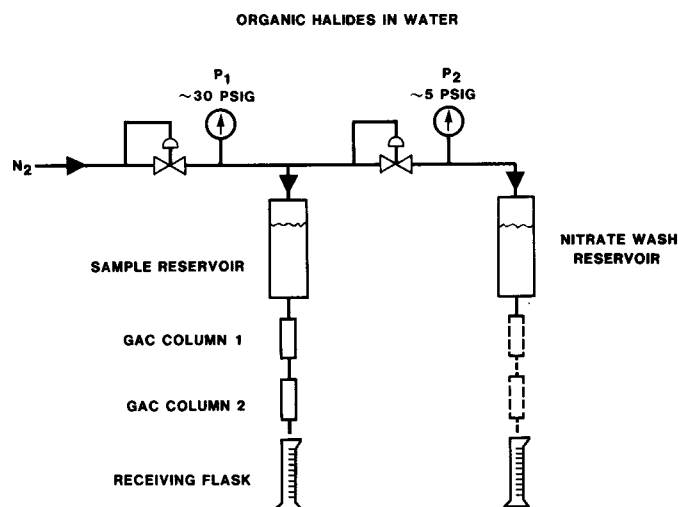 ORGANIC HALIDES IN WATER
P1
~30 PSIG
P2
~5 PSIG
N2
SAMPLE RESERVOIR
NITRATE WASH
RESERVOIR
GAC COLUMN 1
GAC COLUMN 2
RECEIVING FLASK